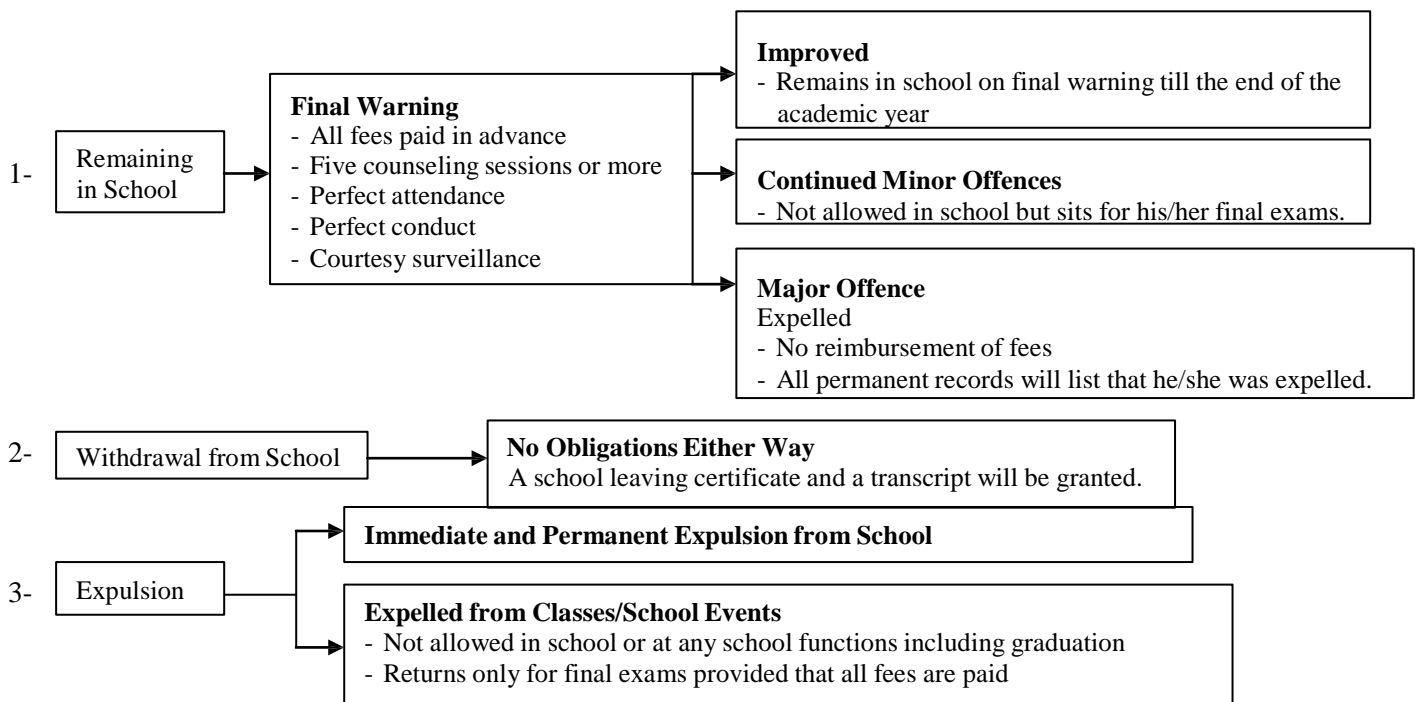 1-
Remaining
in School
Final Warning
- All fees paid in advance
- Five counseling sessions or more
- Perfect attendance
- Perfect conduct
- Courtesy surveillance
Improved
- Remains in school on final warning till the end of the
academic year
Continued Minor Offences
- Not allowed in school but sits for his/her final exams.
Major Offence
Expelled
- No reimbursement of fees
- All permanent records will list that he/she was expelled.
2-
Withdrawal from School
No Obligations Either Way
A school leaving certificate and a transcript will be granted.
3-
Expulsion
Immediate and Permanent Expulsion from School
Expelled from Classes/School Events
- Not allowed in school or at any school functions including graduation
- Returns only for final exams provided that all fees are paid